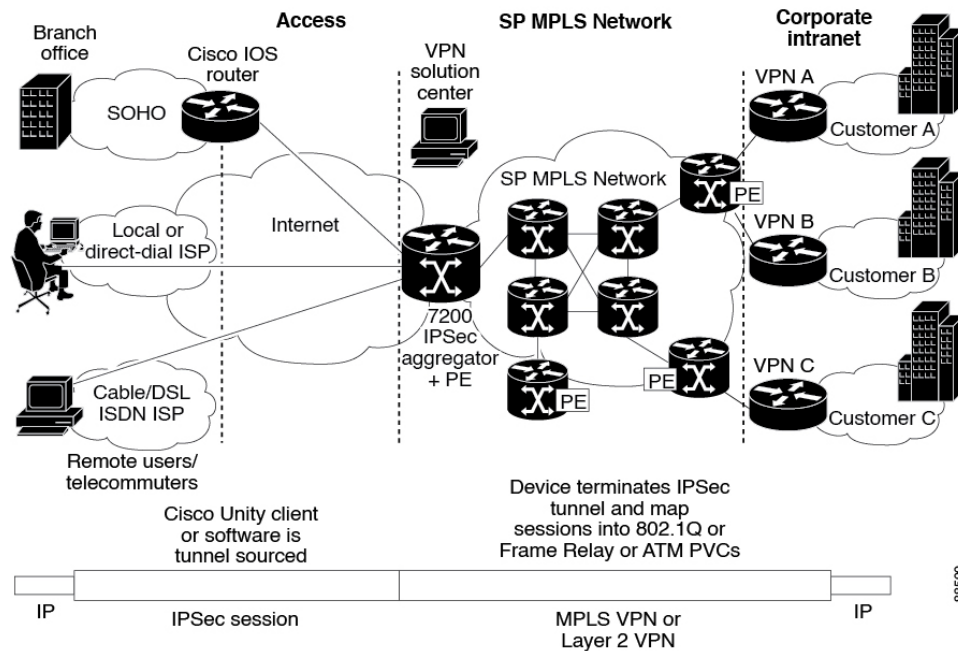 Access
SP MPLS Network
Corporate
intranet
Branch
office
Cisco IOS
router
VPN
solution
center
VPN A
SOHO
Customer A
SP MPLS Network
PE
Internet
Local or
direct-dial ISP
VPN B
Customer B
7200
IPSec
aggregator
+ PE
PE
PE
VPN C
Cable/DSL
ISDN ISP
Customer C
Remote users/
telecommuters
Cisco Unity client
or software is
tunnel sourced
Device terminates IPSec
tunnel and map
sessions into 802.1Q or
Frame Relay or ATM PVCs
IP
IPSec session
MPLS VPN or
Layer 2 VPN
IP